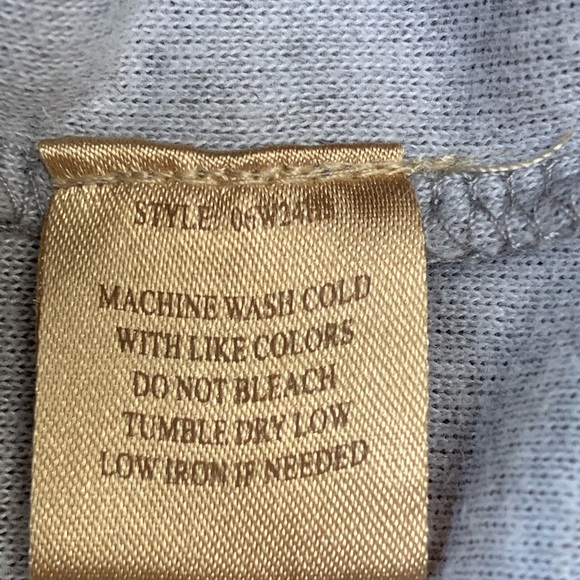 STYLE
MACHINE WASH COLD
WITH LIKE COLORS
DO NOT BLEACH
TUMBLE DRY LOW
LOW IRON IF NEEDED